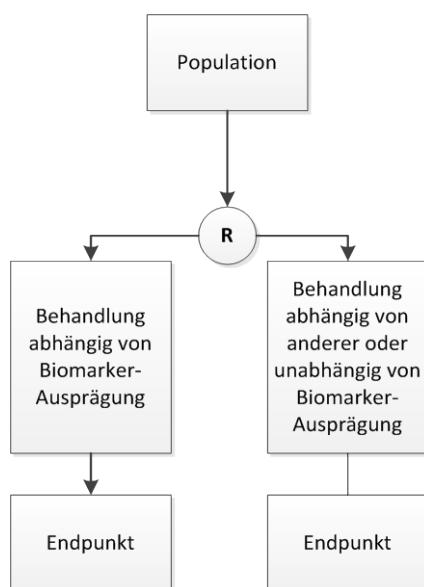 Population
R
Behandlung
abhängig von
Biomarker-
Ausprägung
Behandlung
abhängig von
anderer oder
unabhängig von
Biomarker-
Ausprägung
Endpunkt
Endpunkt